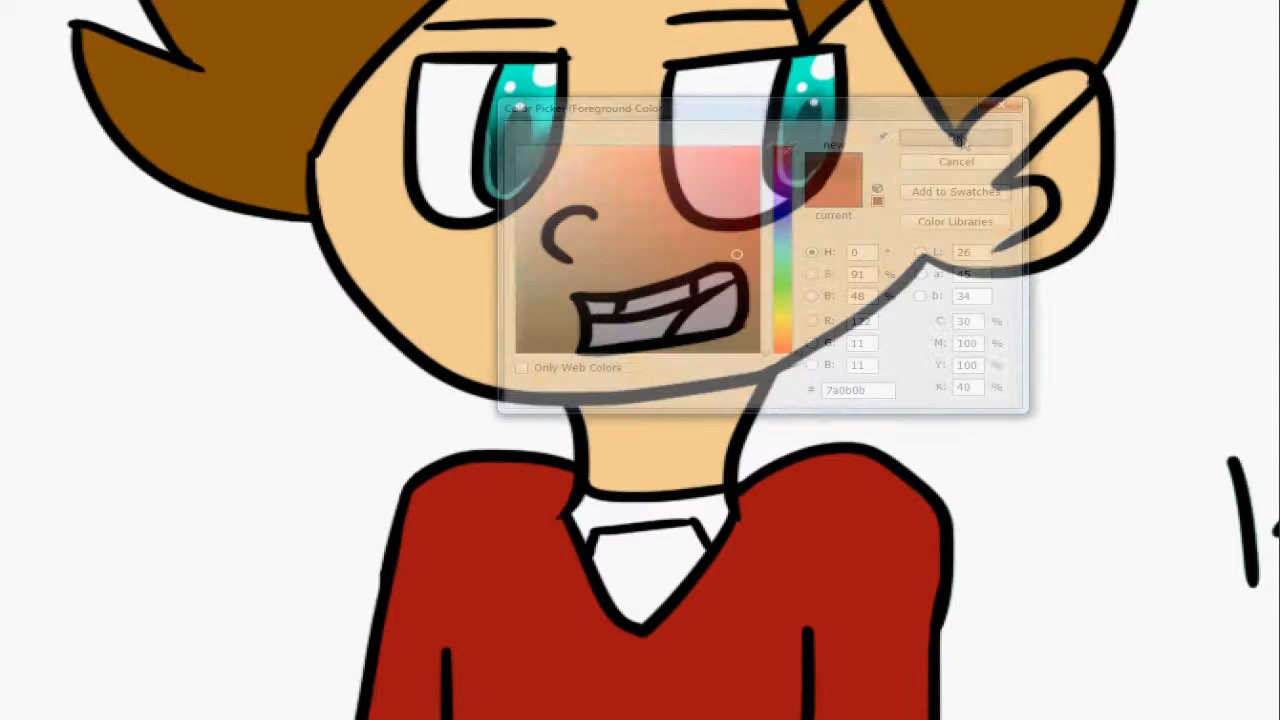 Color Picker (Foreground Color
new
OK
Cancel
Add to Swatches
current
Color Libraries
H: 0 °
L: 26
S: 91 %
a: 45
B: 48 %
b: 34
R: 122
C: 30 %
G: 11
M: 100 %
B: 11
Y: 100 %
Only Web Colors
# 7a0b0b
K: 40 %